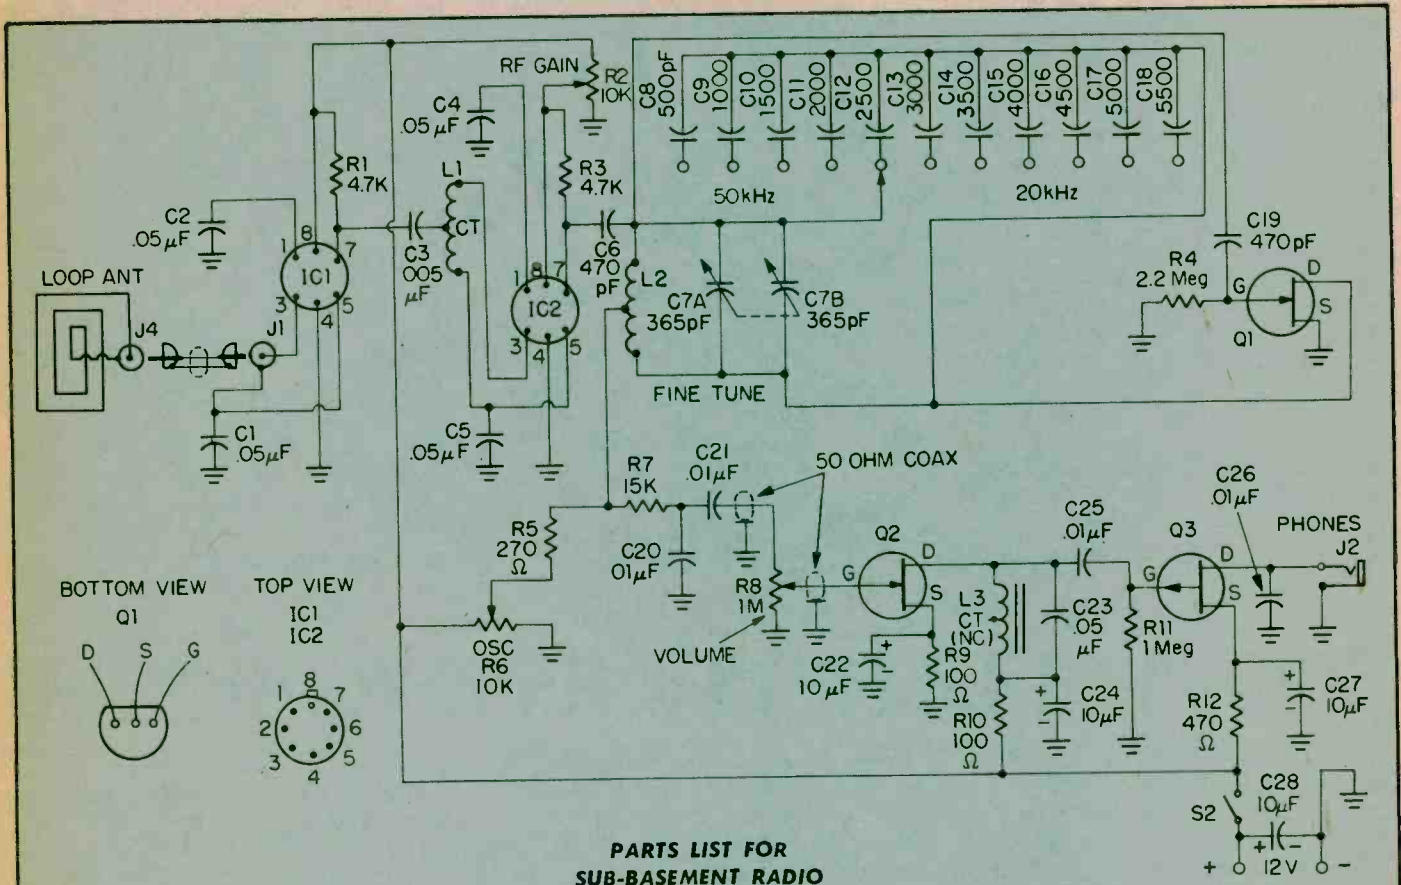 RF GAIN
R2
10K
C4
.05µF
C8
500pF
C9
1000
C10
1500
C11
2000
C12
2500
C13
3000
C14
3500
C15
4000
C16
4500
C17
5000
C18
5500
50kHz
20kHz
R1
4.7K
L1
CT
R3
4.7K
C2
.05µF
1
8
7
IC1
3
4
5
C3
.005
µF
1
8
7
IC2
3
4
5
C6
470
pF
L2
C7A
365pF
C7B
365pF
C19
470pF
R4
2.2 Meg
G
D
S
Q1
LOOP ANT
J4
J1
C1
.05µF
C5
.05µF
FINE TUNE
R7
15K
C21
.01µF
50 OHM COAX
R5
270
Ω
C20
.01µF
R8
1M
VOLUME
OSC
R6
10K
Q2
G
D
S
C22
10µF
+
-
R9
100
Ω
L3
CT
(NC)
C23
.05
µF
R10
100
Ω
+
-
C24
10µF
C25
.01µF
R11
1 Meg
Q3
G
D
S
C26
.01µF
PHONES
J2
R12
470
Ω
+
-
C27
10µF
S2
C28
10µF
+ -
+ 12V -
BOTTOM VIEW
Q1
D S G
TOP VIEW
IC1
IC2
8
1 7
2 6
3 5
4
PARTS LIST FOR
SUB-BASEMENT RADIO